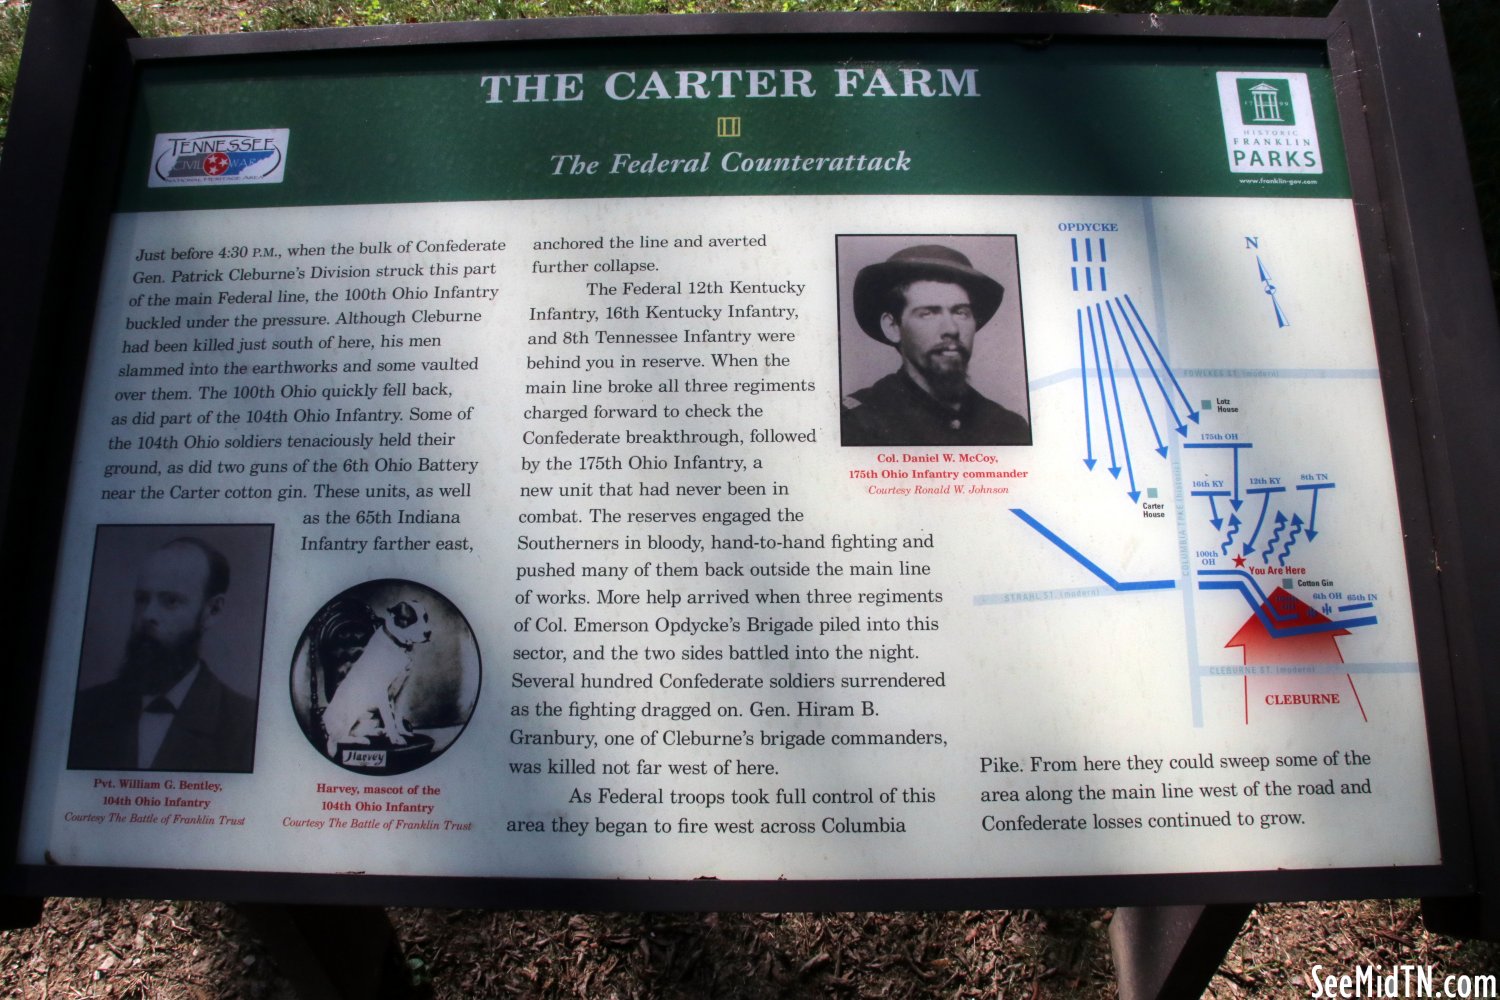 THE CARTER FARM
The Federal Counterattack
TENNESSEE
CIVIL WAR
NATIONAL HERITAGE AREA
1799
HISTORIC
FRANKLIN
PARKS
www.franklin-gov.com
Just before 4:30 P.M., when the bulk of Confederate
Gen. Patrick Cleburne's Division struck this part
of the main Federal line, the 100th Ohio Infantry
buckled under the pressure. Although Cleburne
had been killed just south of here, his men
slammed into the earthworks and some vaulted
over them. The 100th Ohio quickly fell back,
as did part of the 104th Ohio Infantry. Some of
the 104th Ohio soldiers tenaciously held their
ground, as did two guns of the 6th Ohio Battery
near the Carter cotton gin. These units, as well
as the 65th Indiana
Infantry farther east,
Pvt. William G. Bentley,
104th Ohio Infantry
Courtesy The Battle of Franklin Trust
Harvey
Harvey, mascot of the
104th Ohio Infantry
Courtesy The Battle of Franklin Trust
anchored the line and averted
further collapse.
The Federal 12th Kentucky
Infantry, 16th Kentucky Infantry,
and 8th Tennessee Infantry were
behind you in reserve. When the
main line broke all three regiments
charged forward to check the
Confederate breakthrough, followed
by the 175th Ohio Infantry, a
new unit that had never been in
combat. The reserves engaged the
Southerners in bloody, hand-to-hand fighting and
pushed many of them back outside the main line
of works. More help arrived when three regiments
of Col. Emerson Opdycke's Brigade piled into this
sector, and the two sides battled into the night.
Several hundred Confederate soldiers surrendered
as the fighting dragged on. Gen. Hiram B.
Granbury, one of Cleburne's brigade commanders,
was killed not far west of here.
As Federal troops took full control of this
area they began to fire west across Columbia
Col. Daniel W. McCoy,
175th Ohio Infantry commander
Courtesy Ronald W. Johnson
OPDYCKE
N
FOWLKES ST. (modern)
Lotz
House
175th OH
16th KY
12th KY
8th TN
Carter
House
COLUMBIA PIKE (historic)
100th
OH
You Are Here
Cotton Gin
104th
OH
6th OH
65th IN
STRAHL ST. (modern)
CLEBURNE ST. (modern)
CLEBURNE
Pike. From here they could sweep some of the
area along the main line west of the road and
Confederate losses continued to grow.
SeeMidTN.com